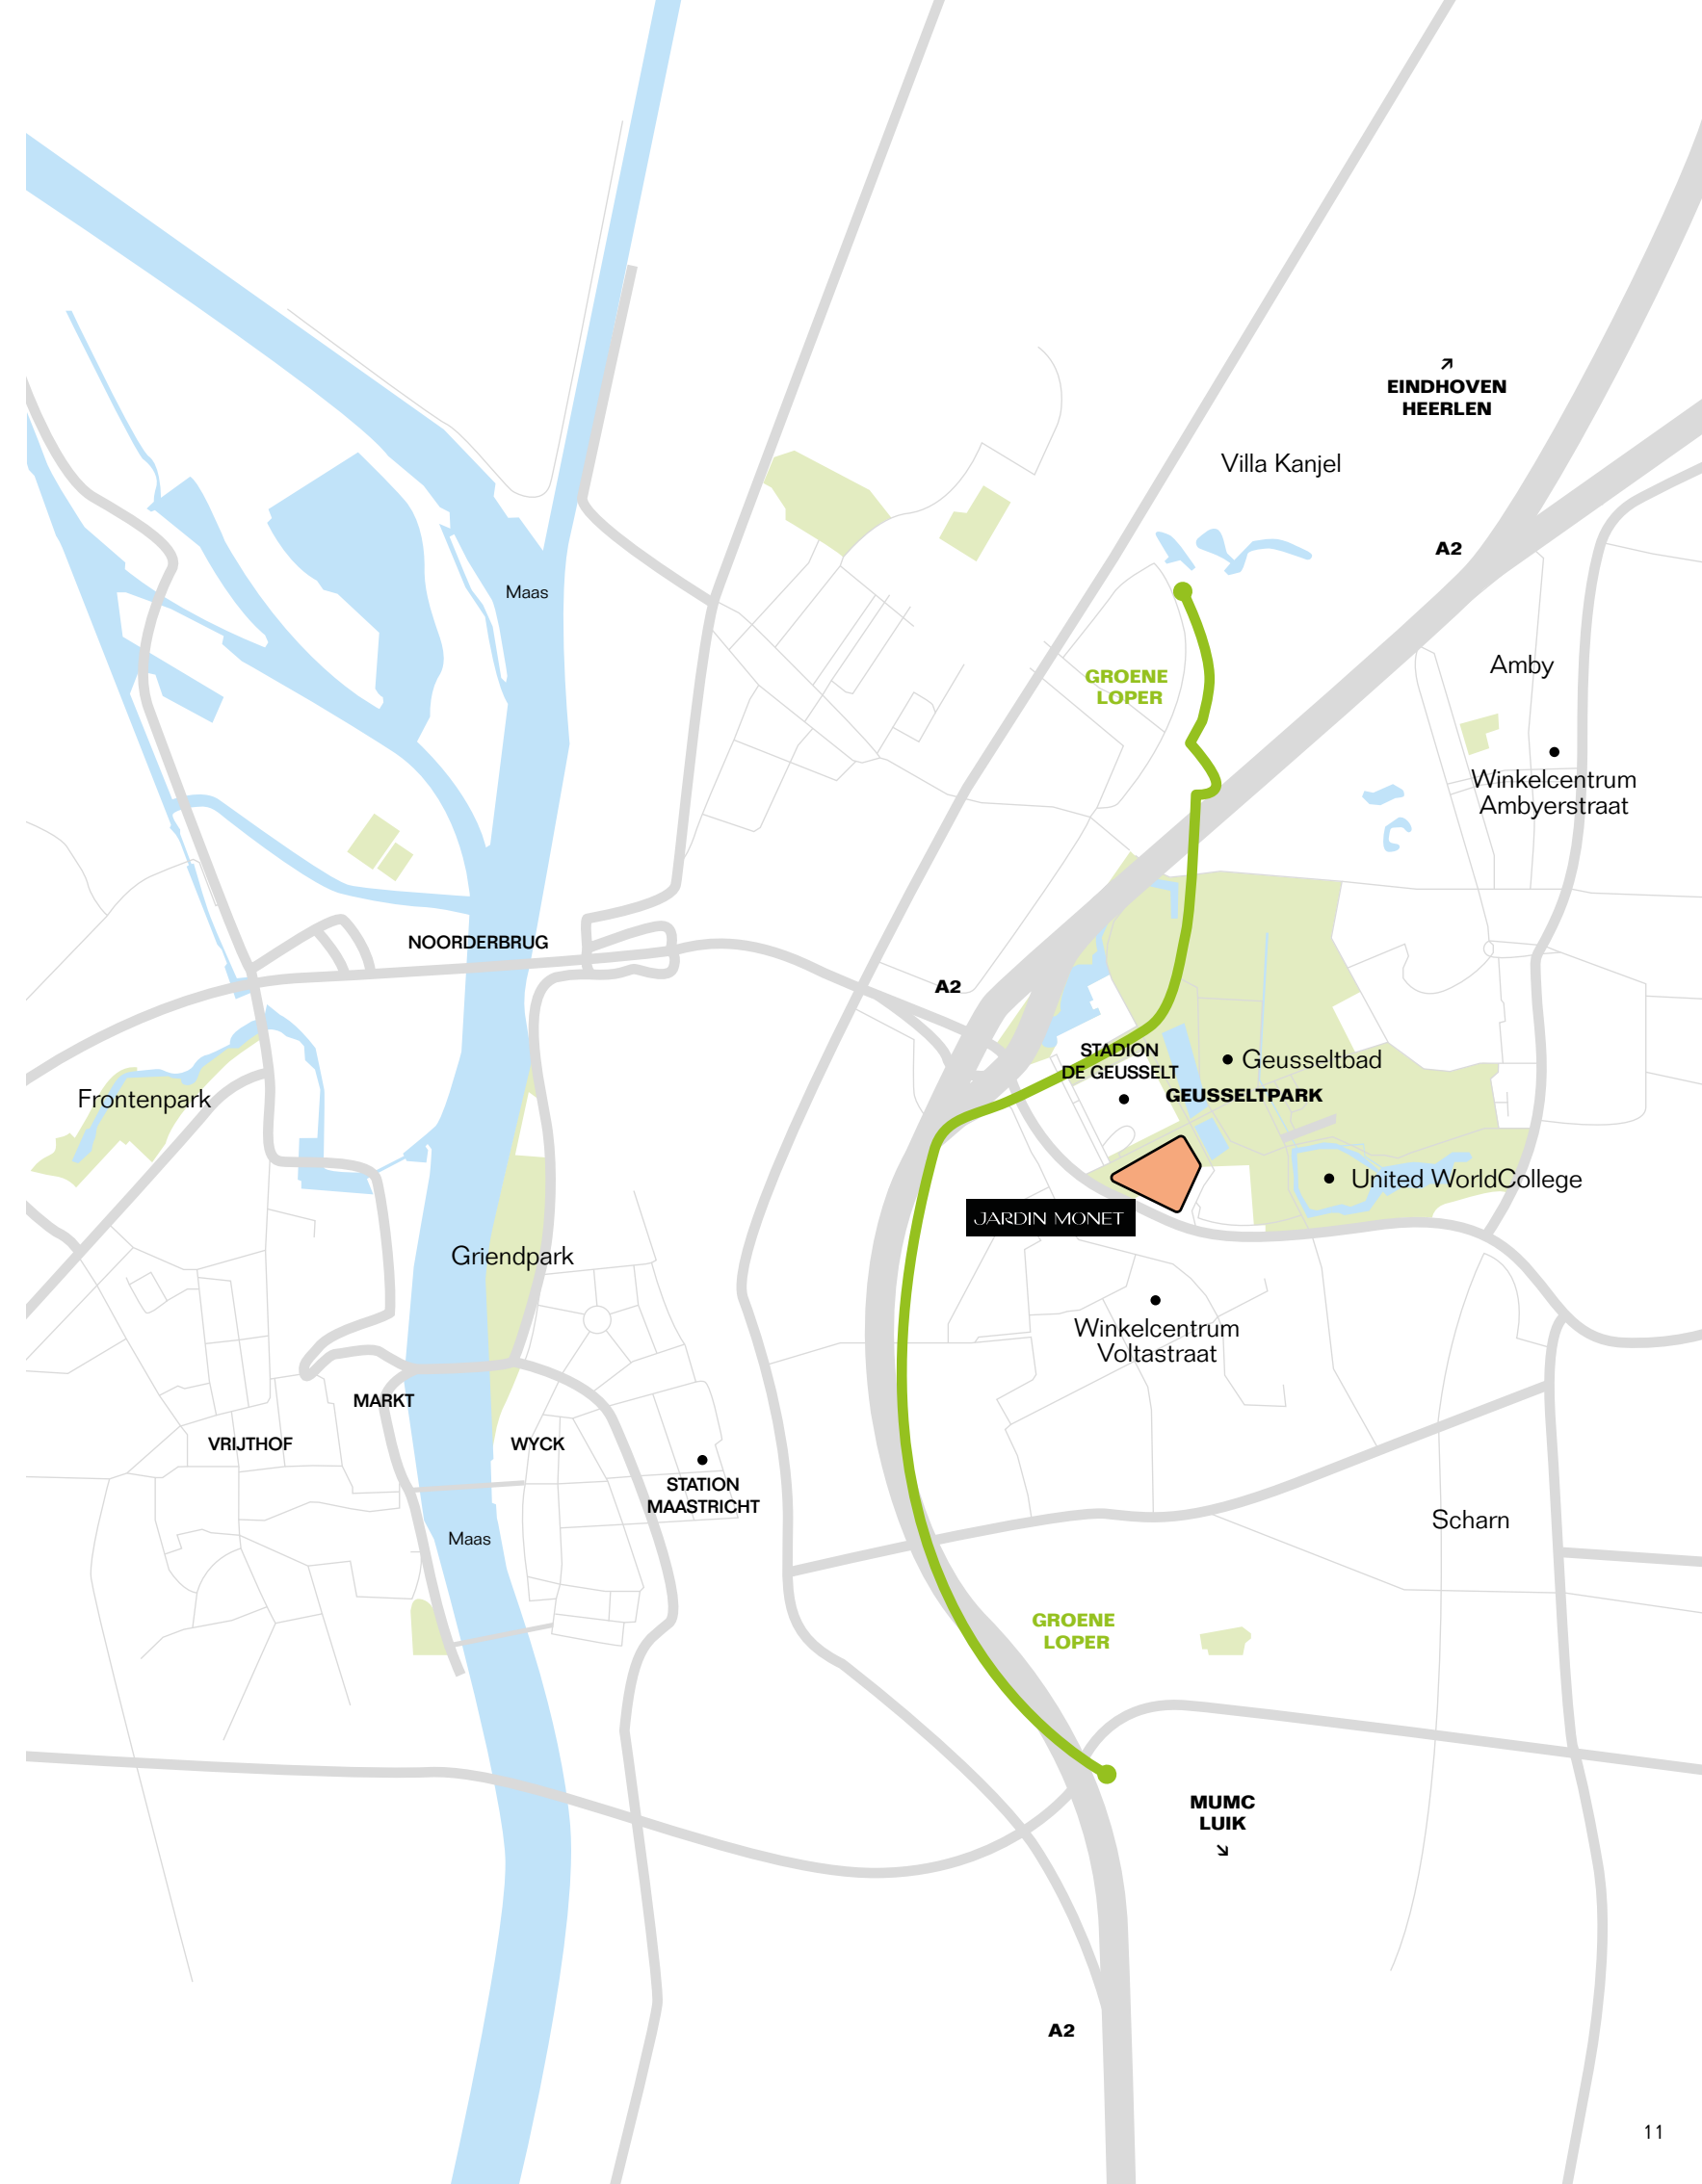 EINDHOVEN
HEERLEN
Villa Kanjel
A2
Maas
Amby
GROENE
LOPER
Winkelcentrum
Ambyerstraat
NOORDERBRUG
A2
STADION
DE GEUSSELT
Geusseltbad
GEUSSELTPARK
Frontenpark
United WorldCollege
JARDIN MONET
Griendpark
Winkelcentrum
Voltastraat
MARKT
VRIJTHOF
WYCK
STATION
MAASTRICHT
Maas
Scharn
GROENE
LOPER
MUMC
LUIK
A2
11